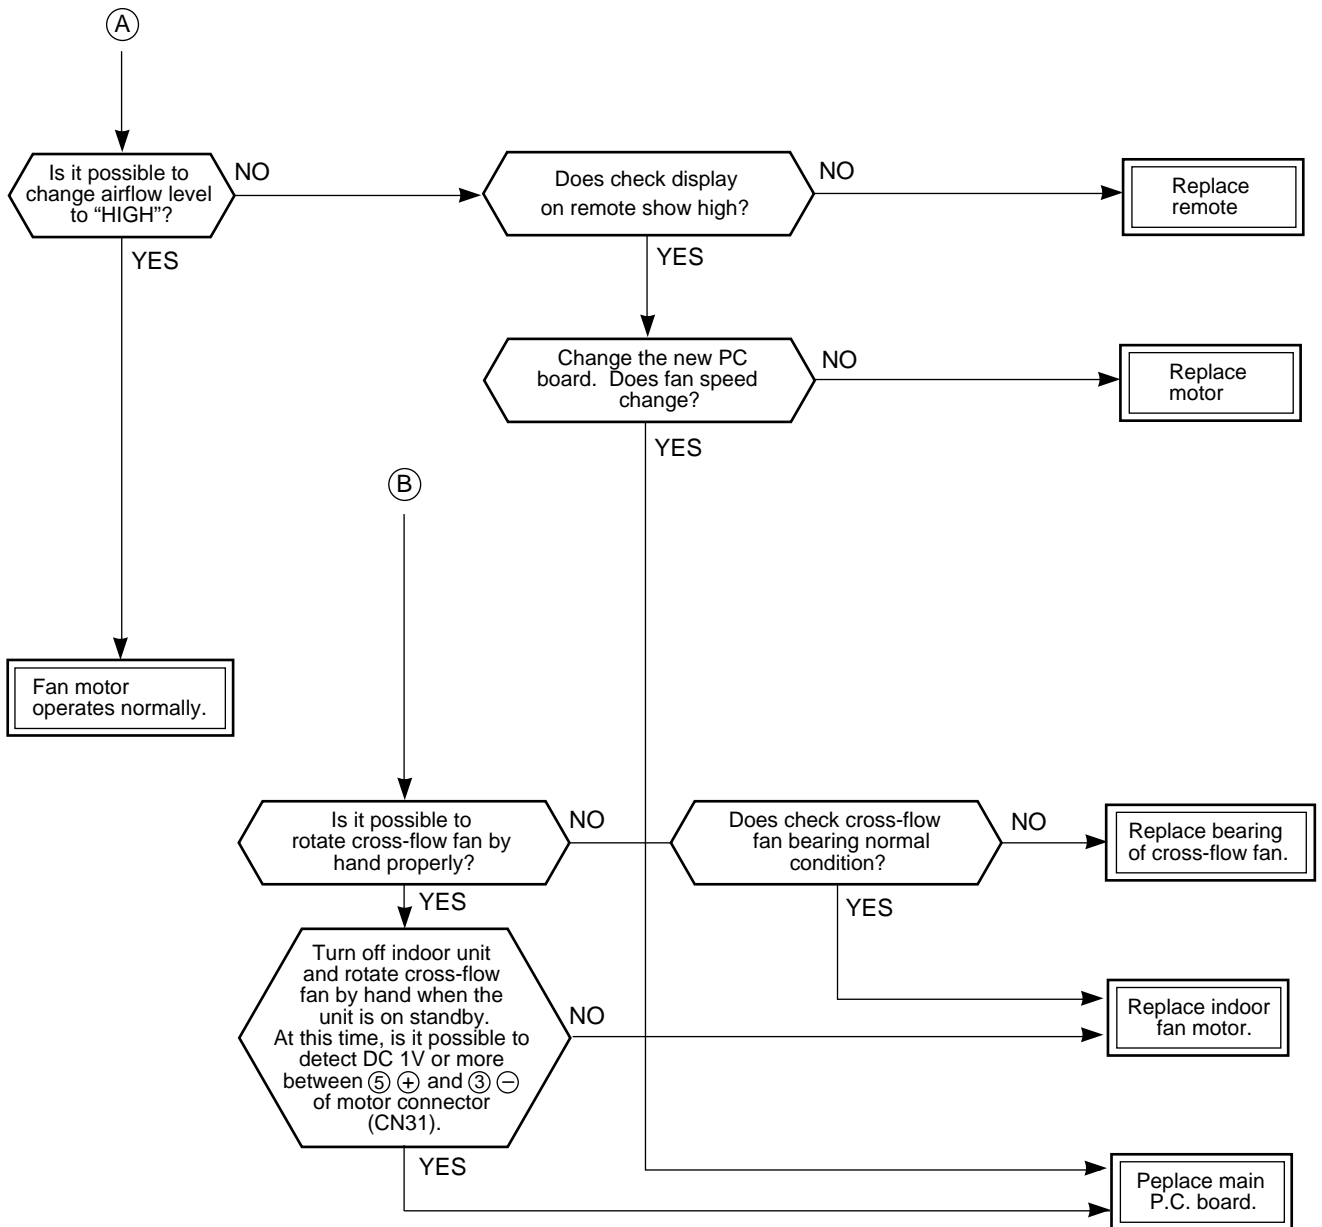 A
Is it possible to
change airflow level
to “HIGH”?
NO
YES
Does check display
on remote show high?
NO
YES
Replace
remote
Change the new PC
board. Does fan speed
change?
NO
YES
Replace
motor
B
Fan motor
operates normally.
Is it possible to
rotate cross-flow fan by
hand properly?
NO
YES
Does check cross-flow
fan bearing normal
condition?
NO
YES
Replace bearing
of cross-flow fan.
Turn off indoor unit
and rotate cross-flow
fan by hand when the
unit is on standby.
At this time, is it possible to
detect DC 1V or more
between ⑤ ⊕ and ③ ⊖
of motor connector
(CN31).
NO
YES
Replace indoor
fan motor.
Peplace main
P.C. board.